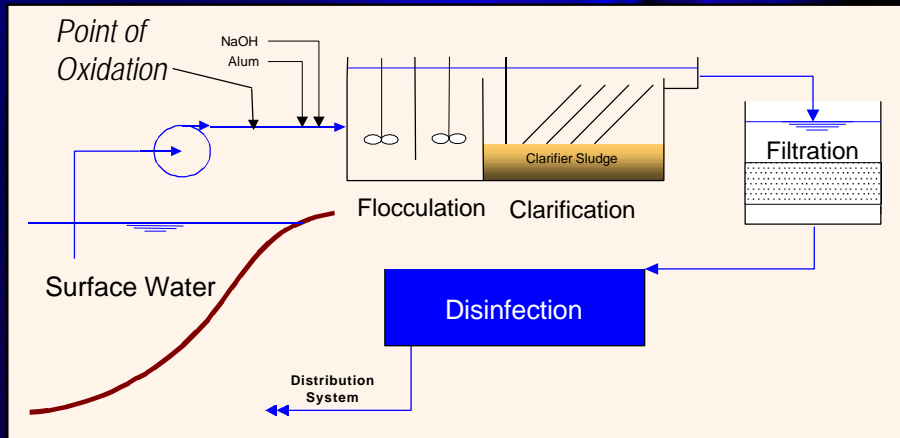 Point of
Oxidation
NaOH
Alum
Clarifier Sludge
Filtration
Flocculation
Clarification
Surface Water
Disinfection
Distribution
System